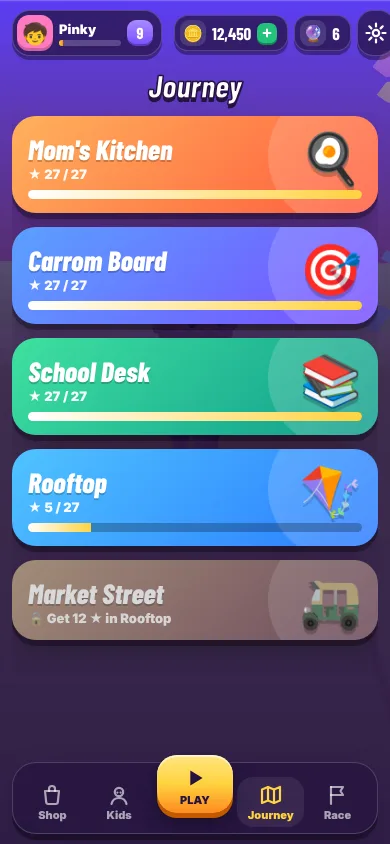 Pinky
9
12,450
+
6
Journey
Mom's Kitchen
★ 27 / 27
Carrom Board
★ 27 / 27
School Desk
★ 27 / 27
Rooftop
★ 5 / 27
Market Street
🔒 Get 12 ★ in Rooftop
Shop
Kids
PLAY
Journey
Race